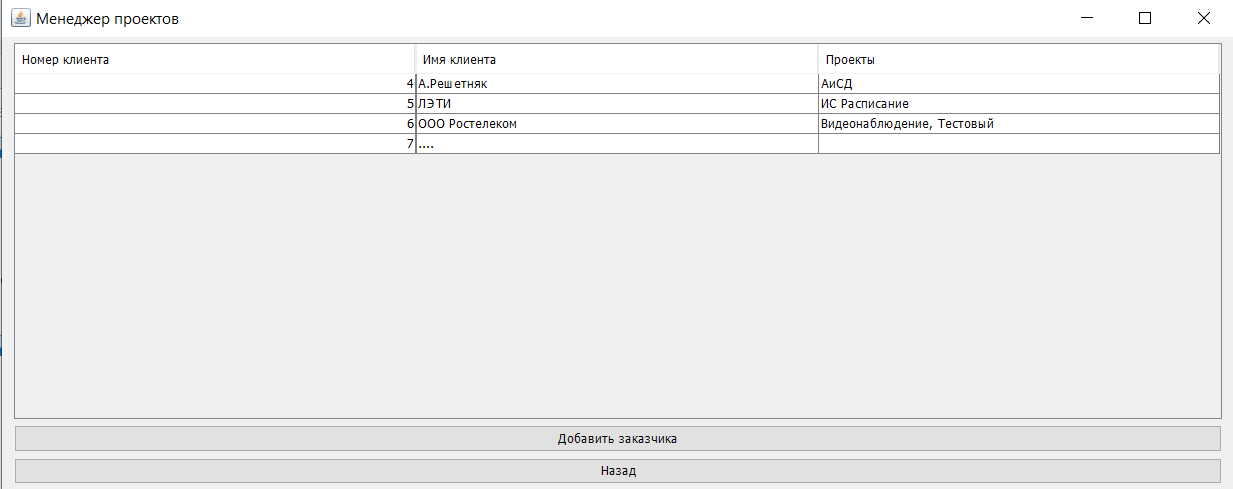 Менеджер проектов
Номер клиента Имя клиента Проекты
4 А.Решетняк АиСД
5 ЛЭТИ ИС Расписание
6 ООО Ростелеком Видеонаблюдение, Тестовый
7 ....
Добавить заказчика
Назад